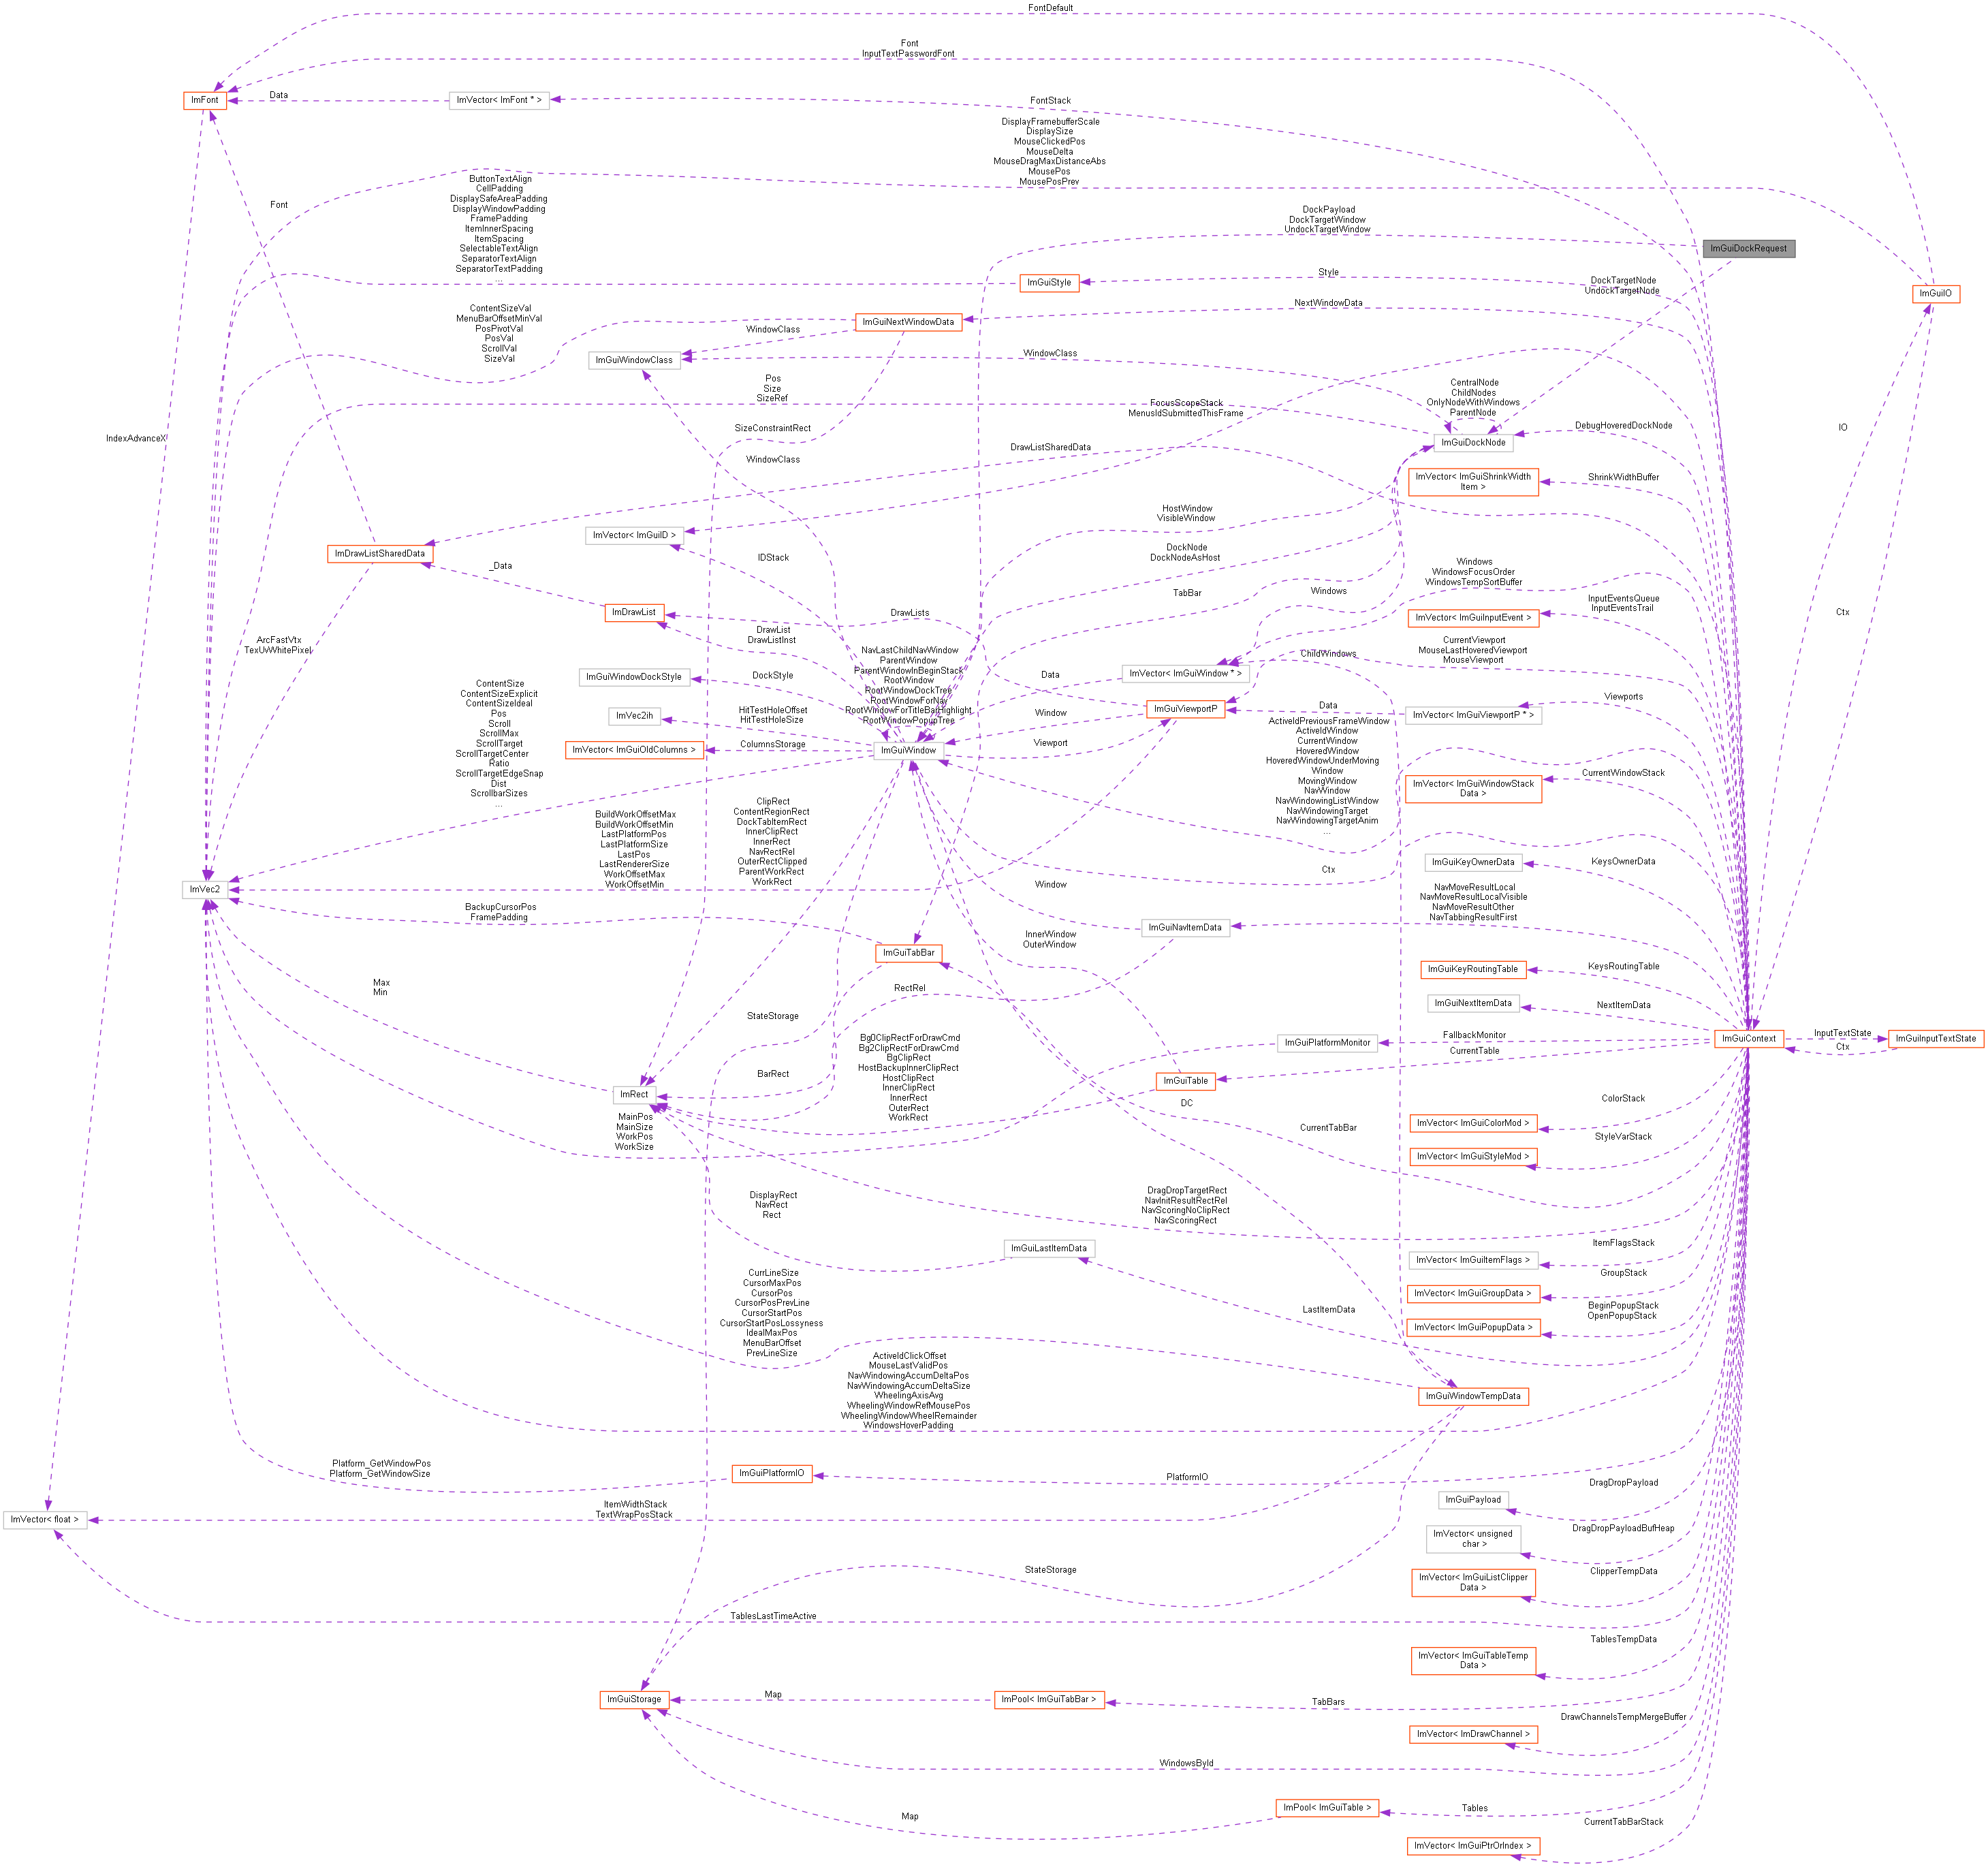 FontDefault
Font
InputTextPasswordFont
ImFont
Data
ImVector< ImFont * >
FontStack
DisplayFramebufferScale
DisplaySize
MouseClickedPos
MouseDelta
MouseDragMaxDistanceAbs
MousePos
MousePosPrev
ButtonTextAlign
CellPadding
DisplaySafeAreaPadding
DisplayWindowPadding
FramePadding
ItemInnerSpacing
ItemSpacing
SelectableTextAlign
SeparatorTextAlign
SeparatorTextPadding
...
Font
DockPayload
DockTargetWindow
UndockTargetWindow
ImGuiDockRequest
ImGuiStyle
Style
DockTargetNode
UndockTargetNode
ImGuiIO
ContentSizeVal
MenuBarOffsetMinVal
PosPivotVal
PosVal
ScrollVal
SizeVal
ImGuiNextWindowData
NextWindowData
WindowClass
ImGuiWindowClass
WindowClass
Pos
Size
SizeRef
CentralNode
ChildNodes
OnlyNodeWithWindows
ParentNode
FocusScopeStack
MenusIdSubmittedThisFrame
IndexAdvanceX
SizeConstraintRect
WindowClass
DrawListSharedData
ImGuiDockNode
DebugHoveredDockNode
IO
ImVector< ImGuiShrinkWidth
Item >
ShrinkWidthBuffer
HostWindow
VisibleWindow
ImVector< ImGuiID >
ImDrawListSharedData
IDStack
DockNode
DockNodeAsHost
_Data
TabBar
Windows
Windows
WindowsFocusOrder
WindowsTempSortBuffer
ImDrawList
DrawLists
ImVector< ImGuiInputEvent >
InputEventsQueue
InputEventsTrail
Ctx
ArcFastVtx
TexUvWhitePixel
DrawList
DrawListInst
NavLastChildNavWindow
ParentWindow
ParentWindowInBeginStack
RootWindow
RootWindowDockTree
RootWindowForNav
RootWindowForTitleBarHighlight
RootWindowPopupTree
ChildWindows
CurrentViewport
MouseLastHoveredViewport
MouseViewport
ImGuiWindowDockStyle
DockStyle
Data
ImVector< ImGuiWindow * >
ContentSize
ContentSizeExplicit
ContentSizeIdeal
Pos
Scroll
ScrollMax
ScrollTarget
ScrollTargetCenter
Ratio
ScrollTargetEdgeSnap
Dist
ScrollbarSizes
...
ImVec2ih
HitTestHoleOffset
HitTestHoleSize
Window
ImGuiViewportP
Data
ImVector< ImGuiViewportP * >
Viewports
ImVector< ImGuiOldColumns >
ColumnsStorage
ImGuiWindow
Viewport
ActiveIdPreviousFrameWindow
ActiveIdWindow
CurrentWindow
HoveredWindow
HoveredWindowUnderMoving
Window
MovingWindow
NavWindow
NavWindowingListWindow
NavWindowingTarget
NavWindowingTargetAnim
...
ImVector< ImGuiWindowStack
Data >
CurrentWindowStack
BuildWorkOffsetMax
BuildWorkOffsetMin
LastPlatformPos
LastPlatformSize
LastPos
LastRendererSize
WorkOffsetMax
WorkOffsetMin
ClipRect
ContentRegionRect
DockTabItemRect
InnerClipRect
InnerRect
NavRectRel
OuterRectClipped
ParentWorkRect
WorkRect
ImVec2
Ctx
ImGuiKeyOwnerData
KeysOwnerData
Window
BackupCursorPos
FramePadding
ImGuiNavItemData
NavMoveResultLocal
NavMoveResultLocalVisible
NavMoveResultOther
NavTabbingResultFirst
InnerWindow
OuterWindow
ImGuiTabBar
ImGuiKeyRoutingTable
KeysRoutingTable
Max
Min
RectRel
ImGuiNextItemData
NextItemData
StateStorage
Bg0ClipRectForDrawCmd
Bg2ClipRectForDrawCmd
BgClipRect
HostBackupInnerClipRect
HostClipRect
InnerClipRect
InnerRect
OuterRect
WorkRect
ImGuiPlatformMonitor
FallbackMonitor
ImGuiContext
InputTextState
Ctx
ImGuiInputTextState
CurrentTable
BarRect
ImGuiTable
ImRect
DC
MainPos
MainSize
WorkPos
WorkSize
CurrentTabBar
ImVector< ImGuiColorMod >
ColorStack
ImVector< ImGuiStyleMod >
StyleVarStack
DisplayRect
NavRect
Rect
DragDropTargetRect
NavInitResultRectRel
NavScoringNoClipRect
NavScoringRect
ImGuiLastItemData
ImVector< ImGuiItemFlags >
ItemFlagsStack
CurrLineSize
CursorMaxPos
CursorPos
CursorPosPrevLine
CursorStartPos
CursorStartPosLossyness
IdealMaxPos
MenuBarOffset
PrevLineSize
ImVector< ImGuiGroupData >
GroupStack
LastItemData
ImVector< ImGuiPopupData >
BeginPopupStack
OpenPopupStack
ActiveIdClickOffset
MouseLastValidPos
NavWindowingAccumDeltaPos
NavWindowingAccumDeltaSize
WheelingAxisAvg
WheelingWindowRefMousePos
WheelingWindowWheelRemainder
WindowsHoverPadding
ImGuiWindowTempData
Platform_GetWindowPos
Platform_GetWindowSize
ImGuiPlatformIO
PlatformIO
DragDropPayload
ImGuiPayload
ImVector< float >
ItemWidthStack
TextWrapPosStack
ImVector< unsigned
char >
DragDropPayloadBufHeap
StateStorage
ImVector< ImGuiListClipper
Data >
ClipperTempData
TablesLastTimeActive
ImVector< ImGuiTableTemp
Data >
TablesTempData
ImGuiStorage
Map
ImPool< ImGuiTabBar >
TabBars
ImVector< ImDrawChannel >
DrawChannelsTempMergeBuffer
WindowsById
Map
ImPool< ImGuiTable >
Tables
ImVector< ImGuiPtrOrIndex >
CurrentTabBarStack